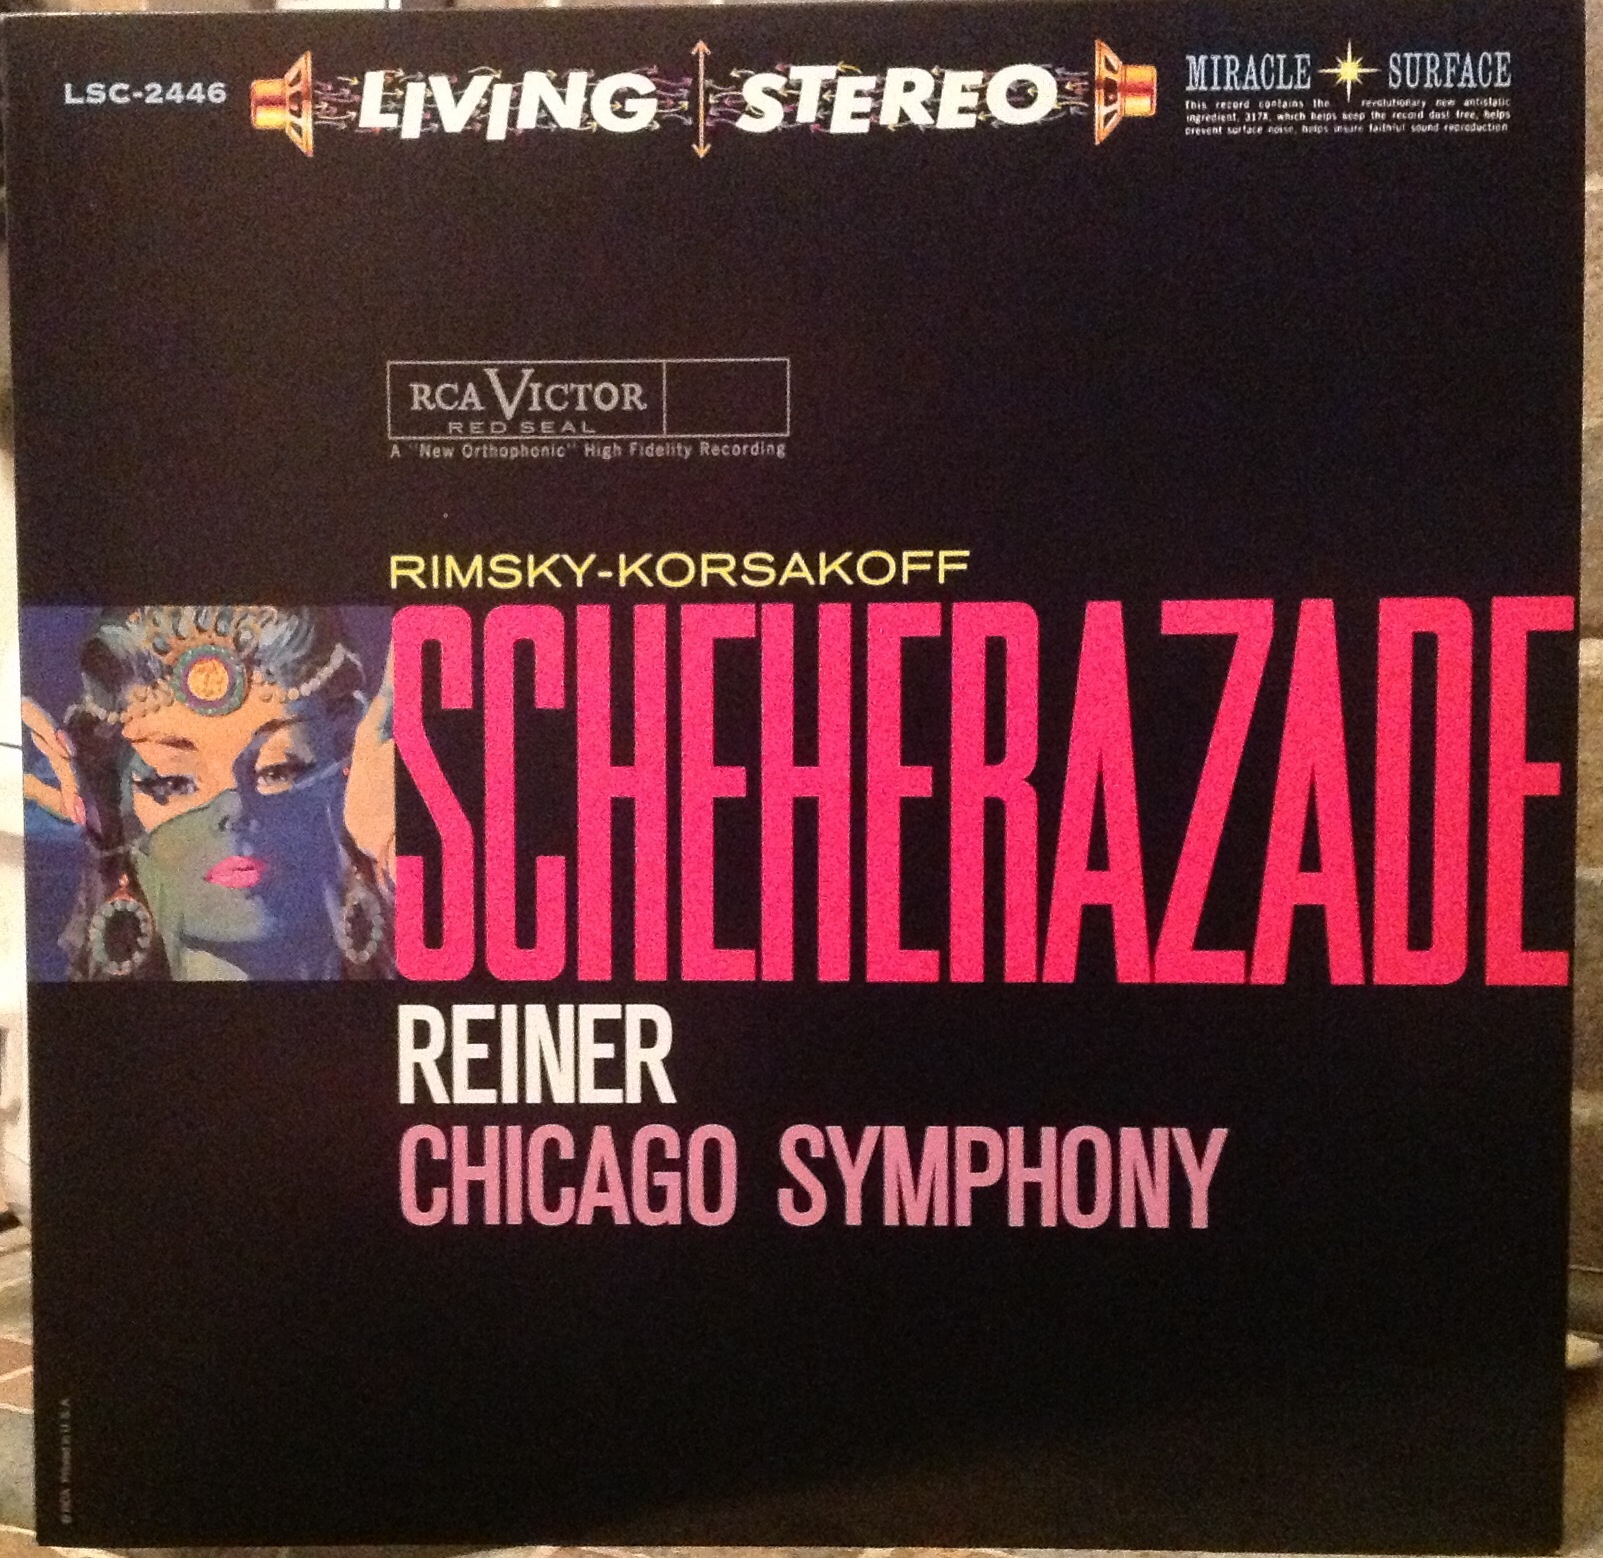 LSC-2446
LIVING STEREO
MIRACLE SURFACE
This record contains the revolutionary new antistatic
ingredient, 317X, which helps keep the record dust free, helps
prevent surface noise, helps insure faithful sound reproduction
RCA VICTOR
RED SEAL
A "New Orthophonic" High Fidelity Recording
RIMSKY-KORSAKOFF
SCHEHERAZADE
REINER
CHICAGO SYMPHONY
Printed in U.S.A.